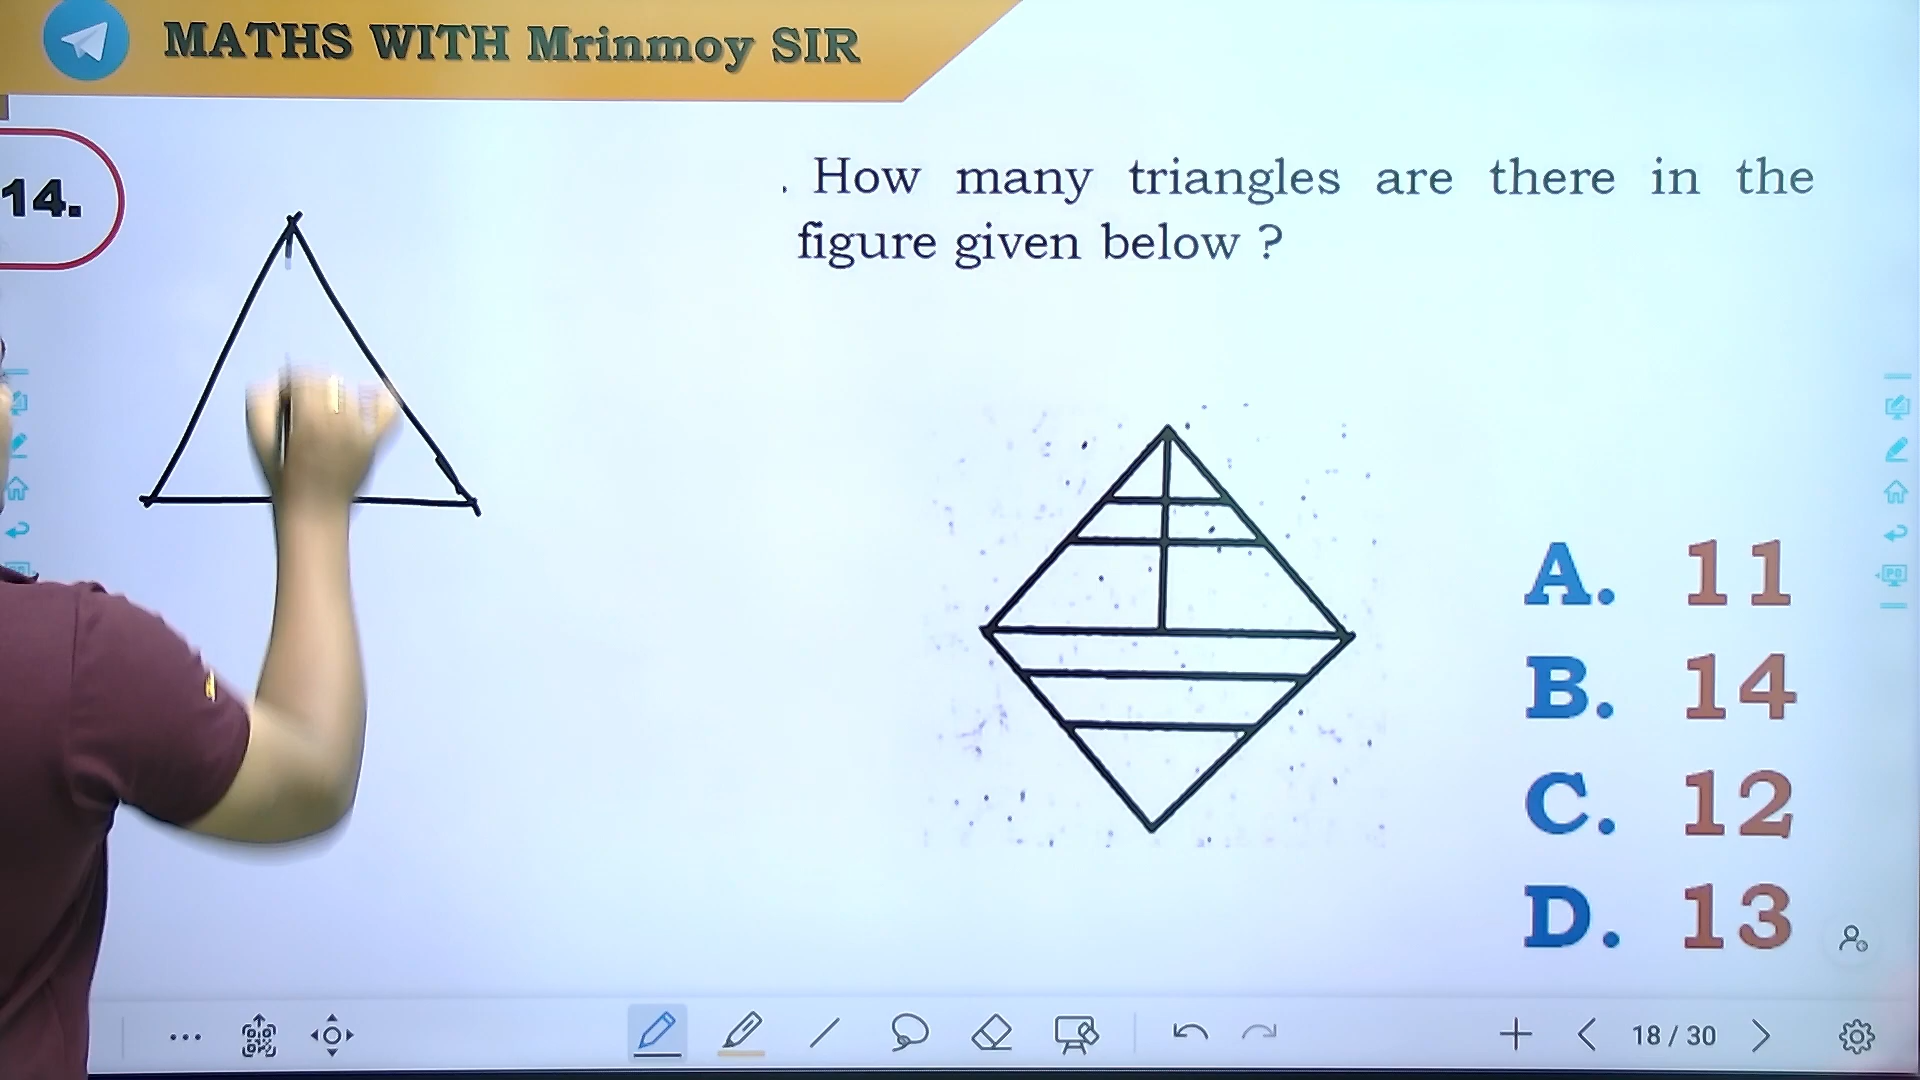 MATHS WITH Mrinmoy SIR
14.
. How many triangles are there in the
figure given below ?
A. 11
B. 14
C. 12
D. 13
18 / 30